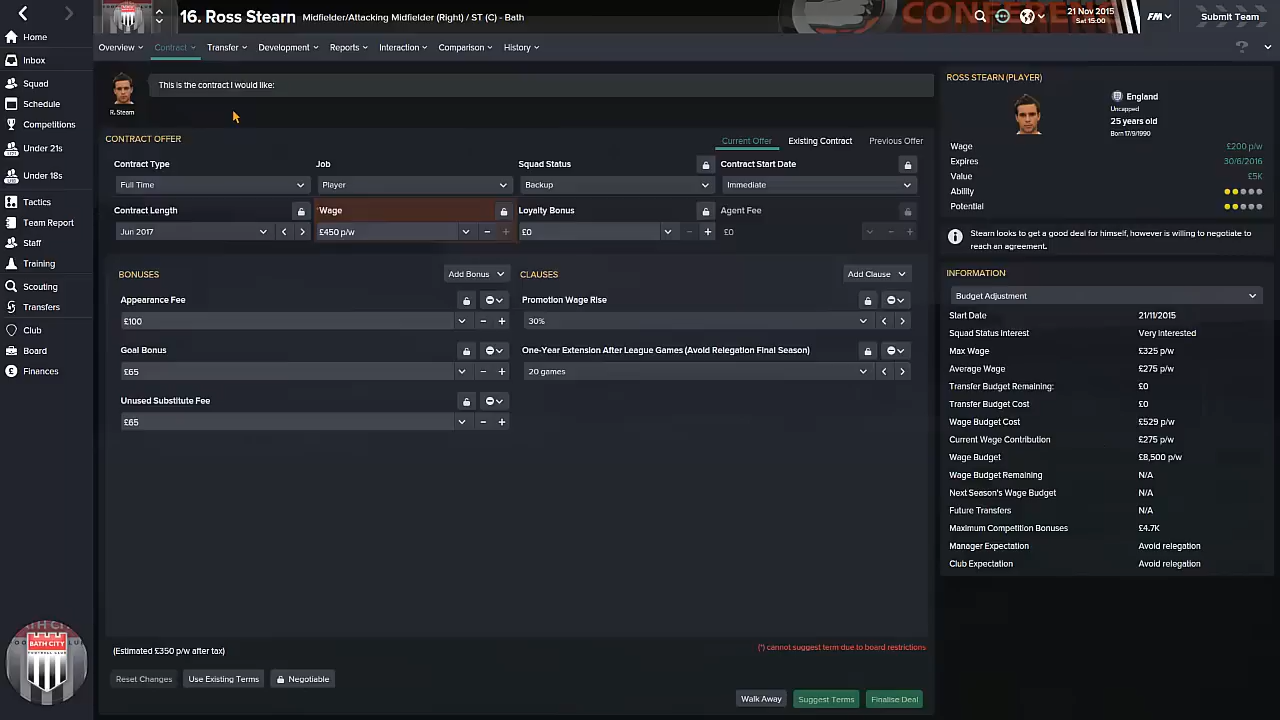 16. Ross Stearn Midfielder/Attacking Midfielder (Right) / ST (C) - Bath
CONFERENCE
21 Nov 2015
Sat 15:00
FM
Submit Team
Home
Inbox
Squad
Schedule
Competitions
Under 21s
Under 18s
Tactics
Team Report
Staff
Training
Scouting
Transfers
Club
Board
Finances
BATH CITY
Overview Contract Transfer Development Reports Interaction Comparison History
R. Stearn
This is the contract I would like:
CONTRACT OFFER
Current Offer Existing Contract Previous Offer
Contract Type Job Squad Status Contract Start Date
Full Time Player Backup Immediate
Contract Length *Wage Loyalty Bonus Agent Fee
Jun 2017 £450 p/w £0 £0
BONUSES Add Bonus CLAUSES Add Clause
Appearance Fee Promotion Wage Rise
£100 30%
Goal Bonus One-Year Extension After League Games (Avoid Relegation Final Season)
£65 20 games
Unused Substitute Fee
£65
(Estimated £350 p/w after tax)
(*) cannot suggest term due to board restrictions
Reset Changes Use Existing Terms Negotiable
Walk Away Suggest Terms Finalise Deal
ROSS STEARN (PLAYER)
England
Uncapped
25 years old
Born 17/9/1990
Wage £200 p/w
Expires 30/6/2016
Value £5K
Ability
Potential
Stearn looks to get a good deal for himself, however is willing to negotiate to
reach an agreement.
INFORMATION
Budget Adjustment
Start Date 21/11/2015
Squad Status Interest Very Interested
Max Wage £325 p/w
Average Wage £275 p/w
Transfer Budget Remaining: £0
Transfer Budget Cost £0
Wage Budget Cost £529 p/w
Current Wage Contribution £275 p/w
Wage Budget £8,500 p/w
Wage Budget Remaining N/A
Next Season's Wage Budget N/A
Future Transfers N/A
Maximum Competition Bonuses £4.7K
Manager Expectation Avoid relegation
Club Expectation Avoid relegation